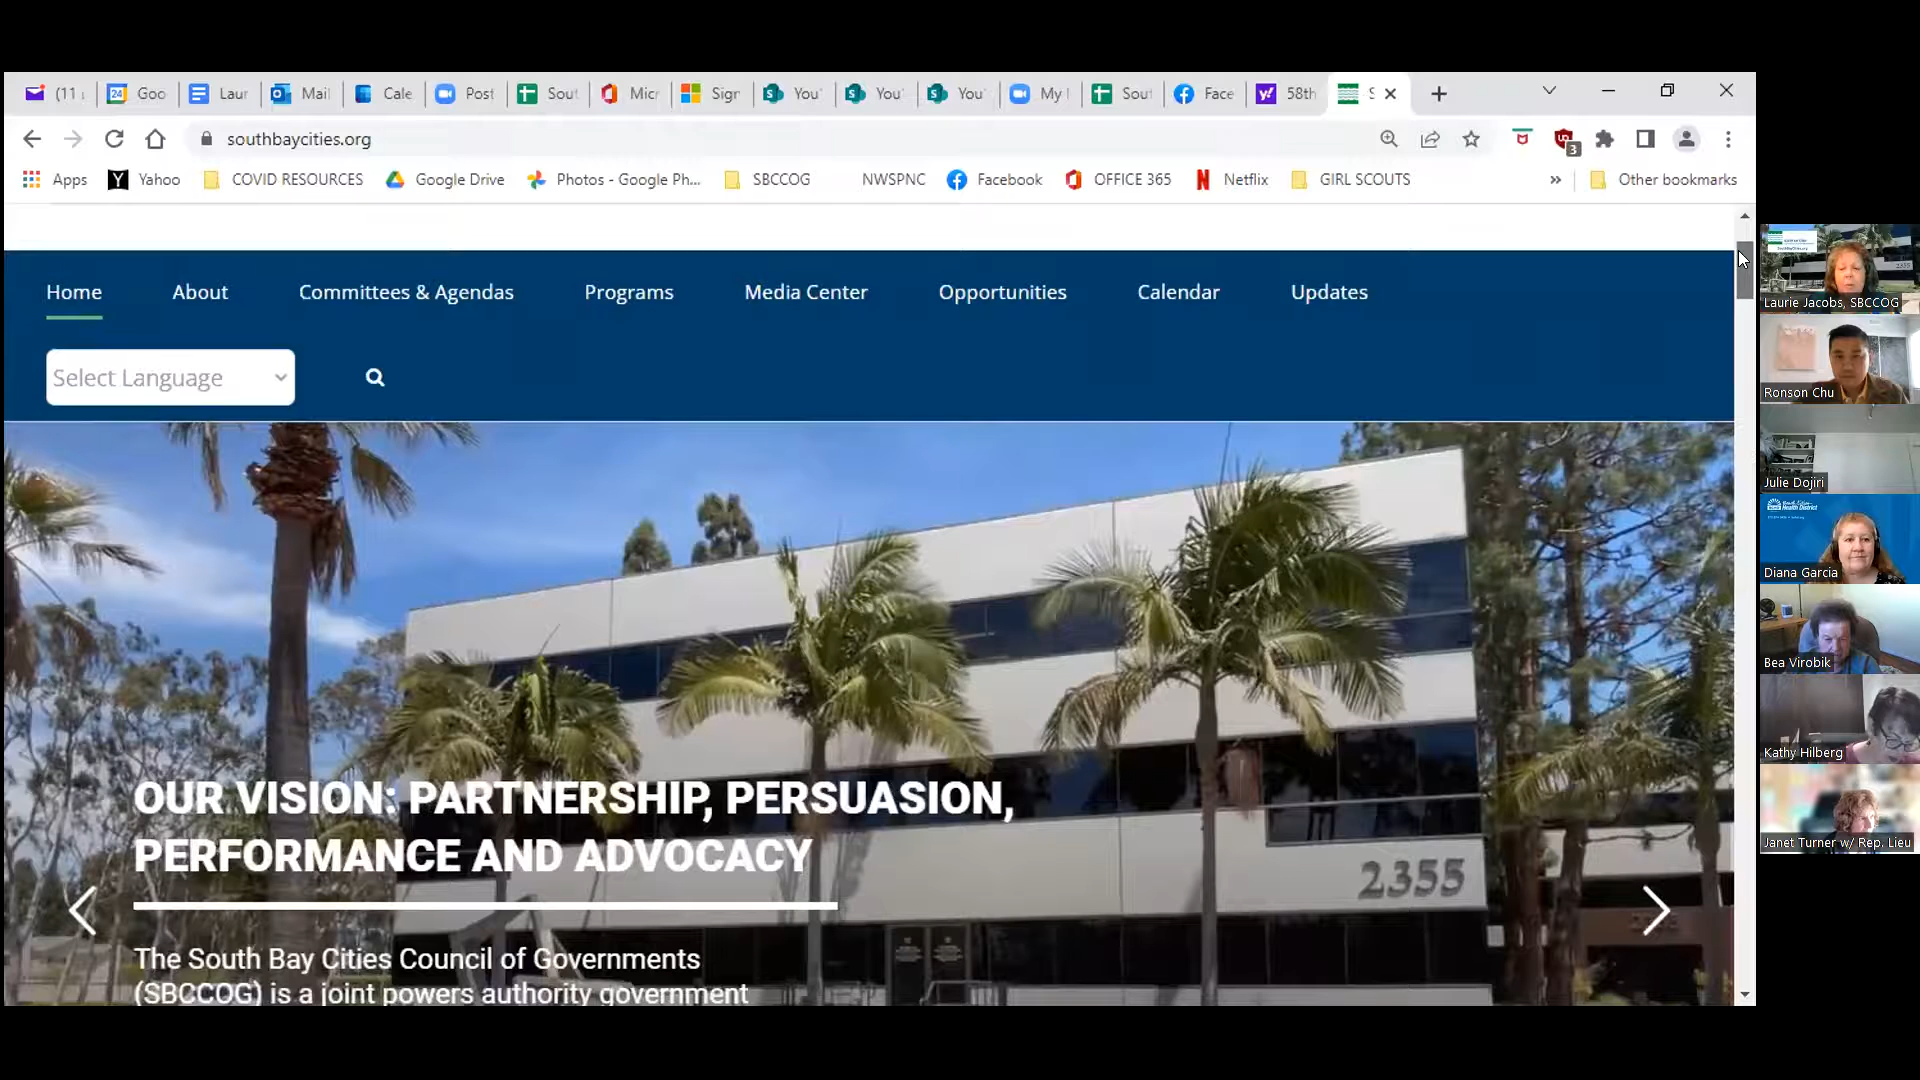 (11
Goo
Laur
Mail
Cale
Post
Sout
Micr
Sign
You
You
You
My
Sout
Face
58th
S
southbaycities.org
3
Apps
Yahoo
COVID RESOURCES
Google Drive
Photos - Google Ph...
SBCCOG
NWSPNC
Facebook
OFFICE 365
Netflix
GIRL SCOUTS
»
Other bookmarks
Home
About
Committees & Agendas
Programs
Media Center
Opportunities
Calendar
Updates
Select Language
2355
OUR VISION: PARTNERSHIP, PERSUASION,
PERFORMANCE AND ADVOCACY
The South Bay Cities Council of Governments
(SBCCOG) is a joint powers authority government
Laurie Jacobs, SBCCOG
Ronson Chu
Julie Dojiri
Health District
Diana Garcia
Bea Virobik
Kathy Hilberg
Janet Turner w/ Rep. Lieu